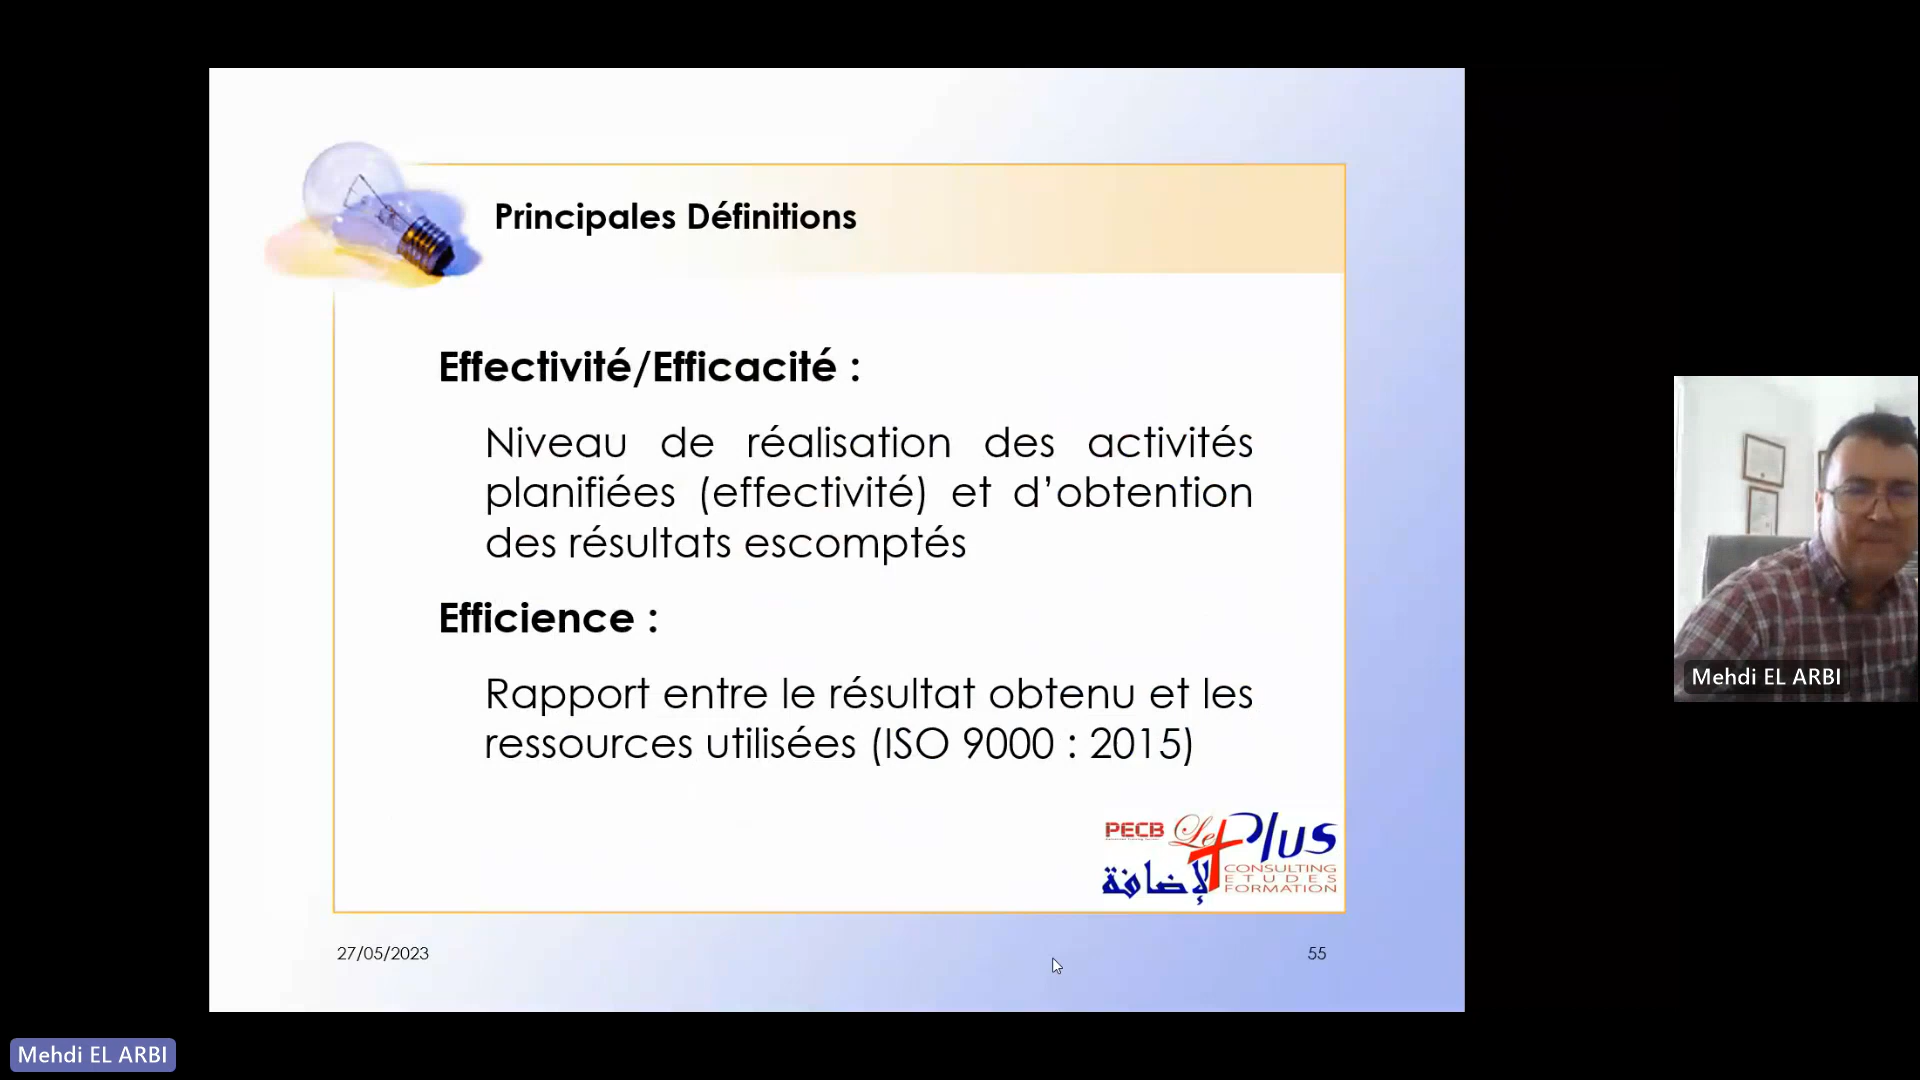 Principales Définitions
Effectivité/Efficacité :
Niveau de réalisation des activités
planifiées (effectivité) et d’obtention
des résultats escomptés
Efficience :
Rapport entre le résultat obtenu et les
ressources utilisées (ISO 9000 : 2015)
PECB Le Plus
الإضافة
CONSULTING
ETUDES
FORMATION
27/05/2023
55
Mehdi EL ARBI
Mehdi EL ARBI